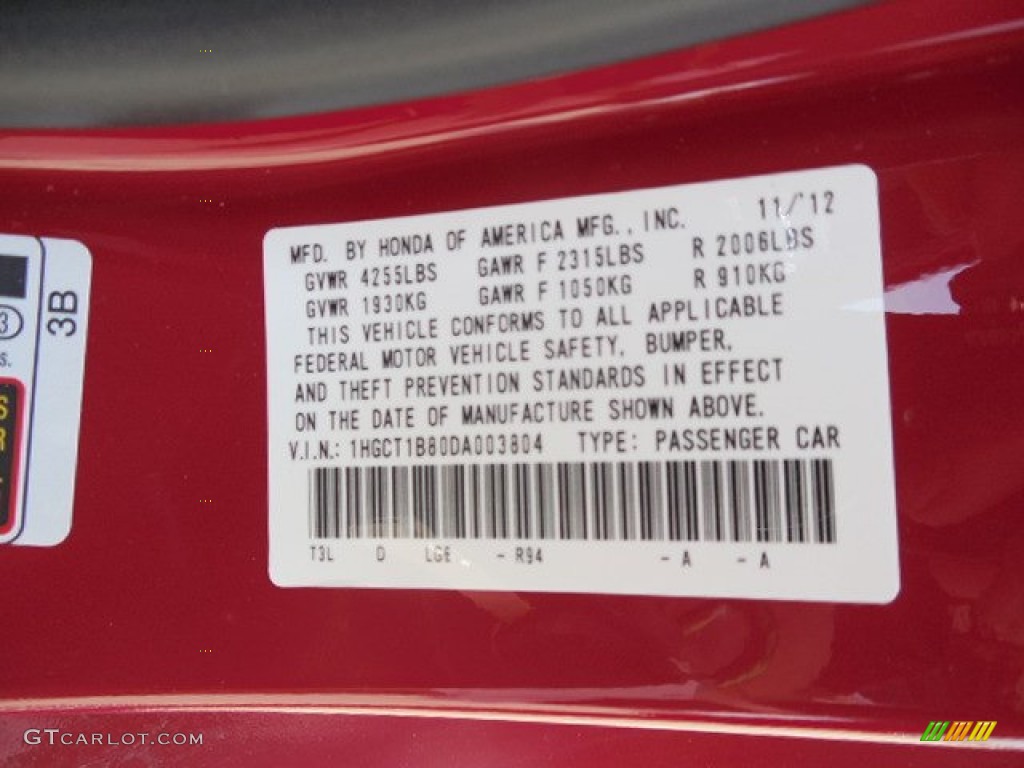 MFD. BY HONDA OF AMERICA MFG., INC. 11/12
GVWR 4255LBS GAWR F 2315LBS R 2006LBS
GVWR 1930KG GAWR F 1050KG R 910KG
THIS VEHICLE CONFORMS TO ALL APPLICABLE
FEDERAL MOTOR VEHICLE SAFETY, BUMPER,
AND THEFT PREVENTION STANDARDS IN EFFECT
ON THE DATE OF MANUFACTURE SHOWN ABOVE.
V.I.N.: 1HGCT1B80DA003804 TYPE: PASSENGER CAR
T3L D LGE - R94 - A - A
3B
3
S.
S
R
GTCARLOT.COM